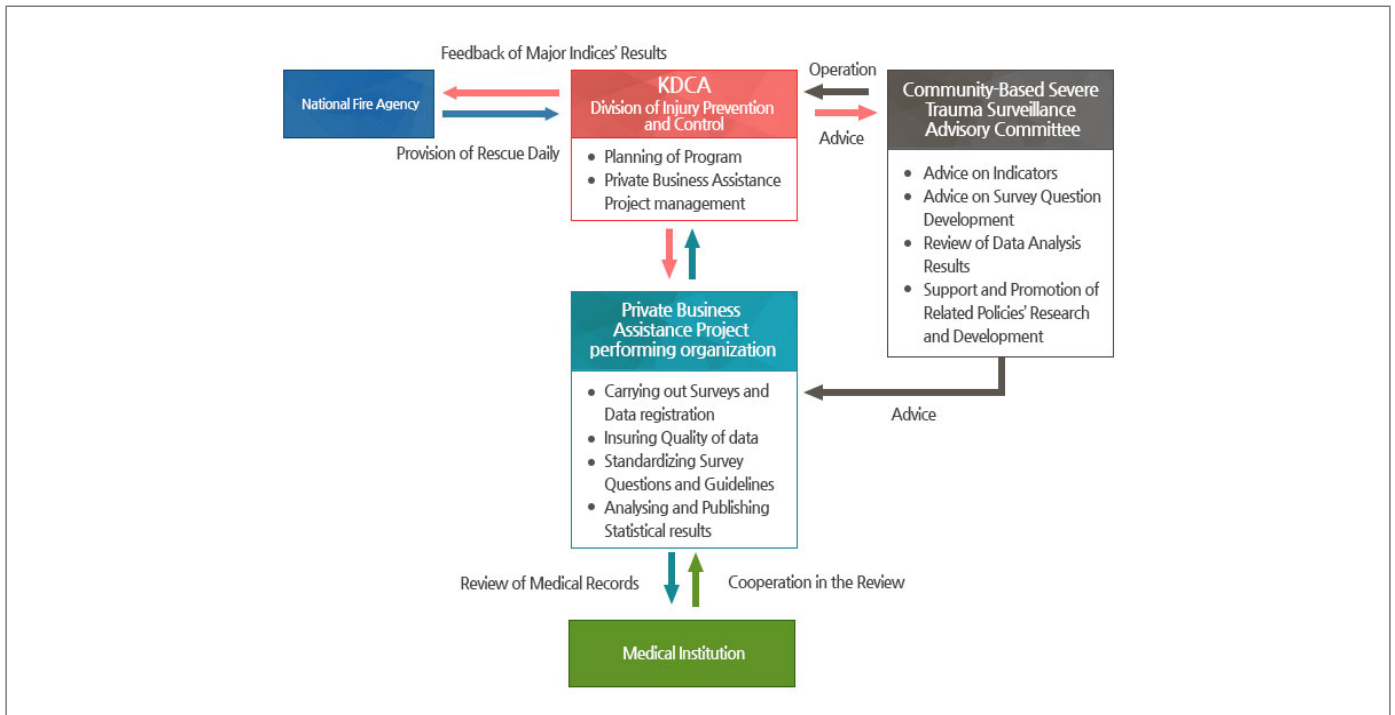 Feedback of Major Indices' Results
National Fire Agency
Provision of Rescue Daily
KDCA
Division of Injury Prevention
and Control
• Planning of Program
• Private Business Assistance
Project management
Operation
Advice
Community-Based Severe
Trauma Surveillance
Advisory Committee
• Advice on Indicators
• Advice on Survey Question
Development
• Review of Data Analysis
Results
• Support and Promotion of
Related Policies' Research
and Development
Private Business
Assistance Project
performing organization
• Carrying out Surveys and
Data registration
• Insuring Quality of data
• Standardizing Survey
Questions and Guidelines
• Analysing and Publishing
Statistical results
Advice
Review of Medical Records
Cooperation in the Review
Medical Institution